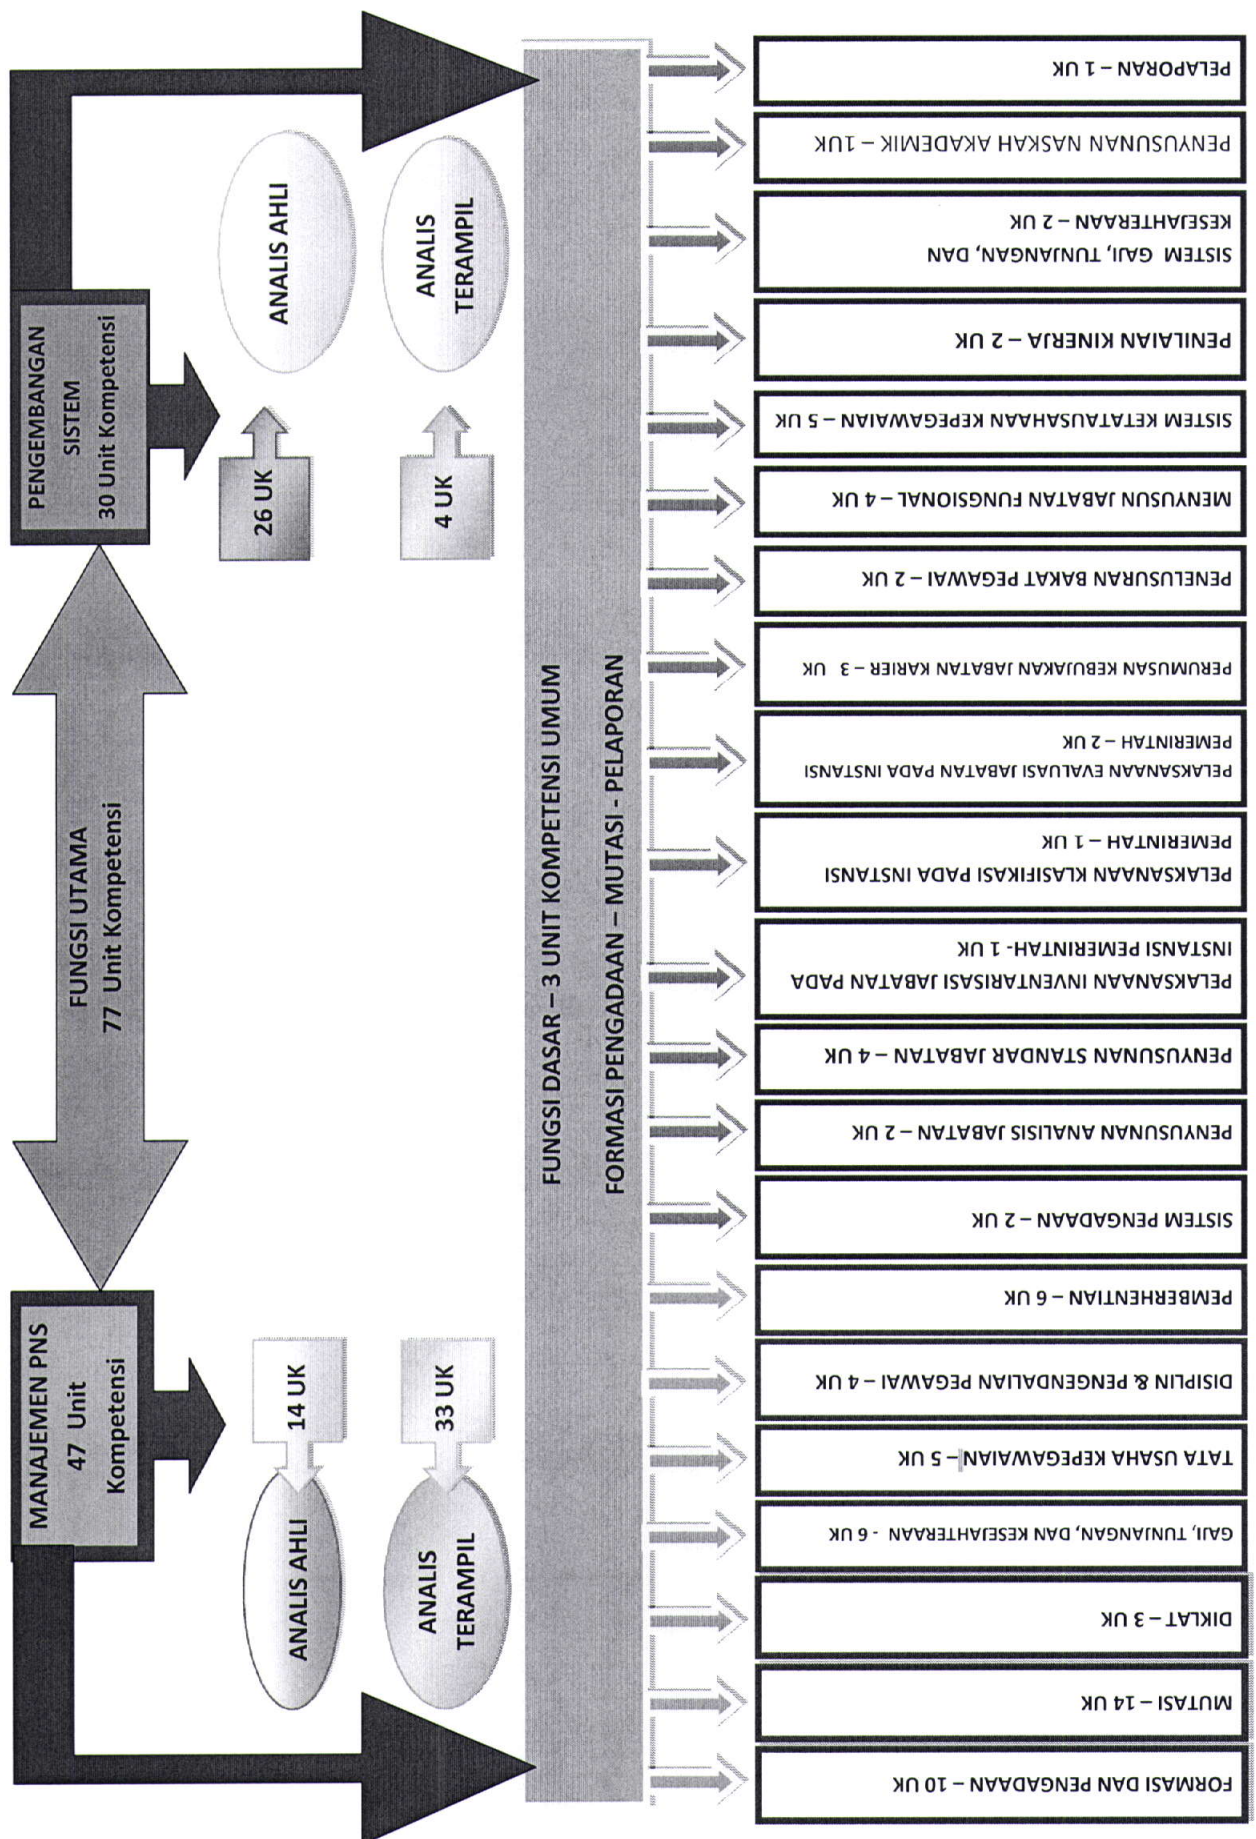 MANAJEMEN PNS
47 Unit
Kompetensi
FUNGSI UTAMA
77 Unit Kompetensi
PENGEMBANGAN
SISTEM
30 Unit Kompetensi
ANALIS AHLI
14 UK
26 UK
ANALIS AHLI
ANALIS
TERAMPIL
33 UK
4 UK
ANALIS
TERAMPIL
FUNGSI DASAR – 3 UNIT KOMPETENSI UMUM
FORMASI PENGADAAN – MUTASI - PELAPORAN
FORMASI DAN PENGADAAN – 10 UK
MUTASI – 14 UK
DIKLAT – 3 UK
GAJI, TUNJANGAN, DAN KESEJAHTERAAN - 6 UK
TATA USAHA KEPEGAWAIAN – 5 UK
DISIPLIN & PENGENDALIAN PEGAWAI – 4 UK
PEMBERHENTIAN – 6 UK
SISTEM PENGADAAN – 2 UK
PENYUSUNAN ANALISIS JABATAN – 2 UK
PENYUSUNAN STANDAR JABATAN – 4 UK
PELAKSANAAN INVENTARISASI JABATAN PADA
INSTANSI PEMERINTAH- 1 UK
PELAKSANAAN KLASIFIKASI PADA INSTANSI
PEMERINTAH – 1 UK
PELAKSANAAN EVALUASI JABATAN PADA INSTANSI
PEMERINTAH – 2 UK
PERUMUSAN KEBIJAKAN JABATAN KARIER – 3 UK
PENELUSURAN BAKAT PEGAWAI – 2 UK
MENYUSUN JABATAN FUNGSIONAL – 4 UK
SISTEM KETATAUSAHAAN KEPEGAWAIAN – 5 UK
PENILAIAN KINERJA – 2 UK
SISTEM GAJI, TUNJANGAN, DAN,
KESEJAHTERAAN – 2 UK
PENYUSUNAN NASKAH AKADEMIK – 1UK
PELAPORAN – 1 UK